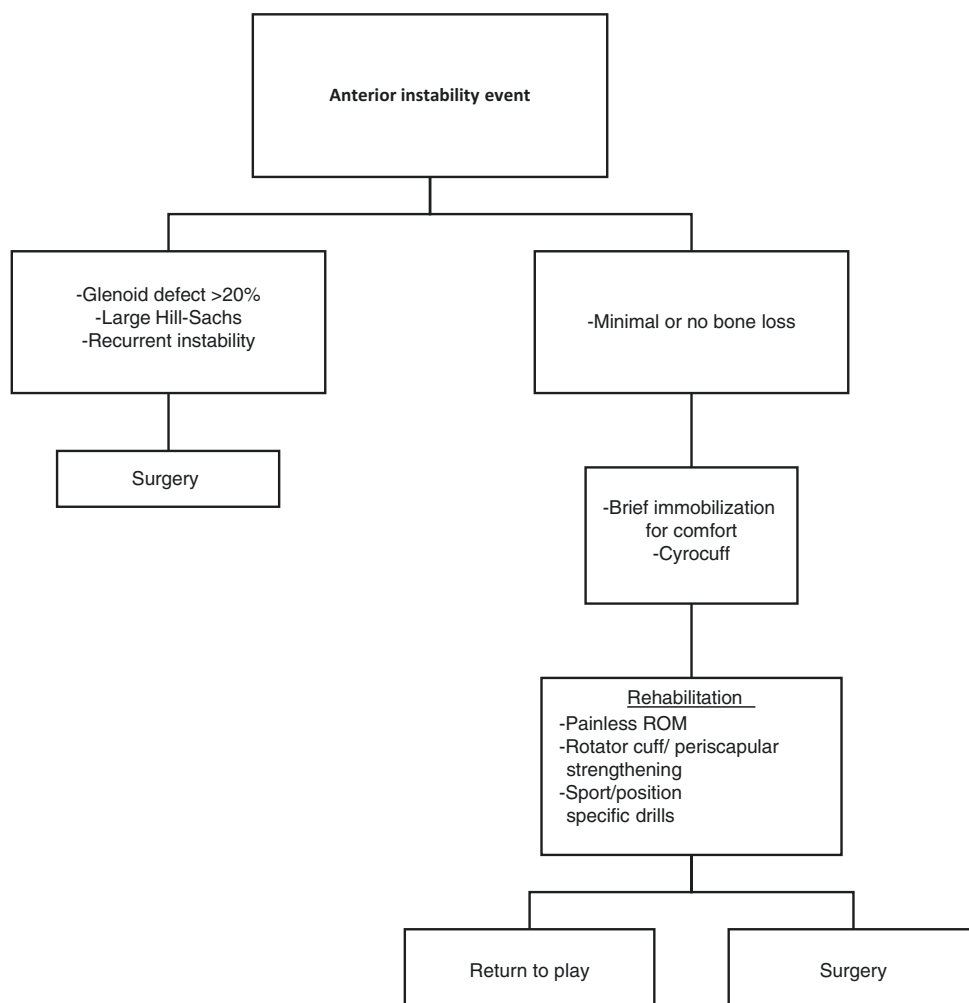 Anterior instability event
-Glenoid defect >20%
-Large Hill-Sachs
-Recurrent instability
-Minimal or no bone loss
Surgery
-Brief immobilization
for comfort
-Cyrocuff
Rehabilitation
-Painless ROM
-Rotator cuff/ periscapular
strengthening
-Sport/position
specific drills
Return to play
Surgery